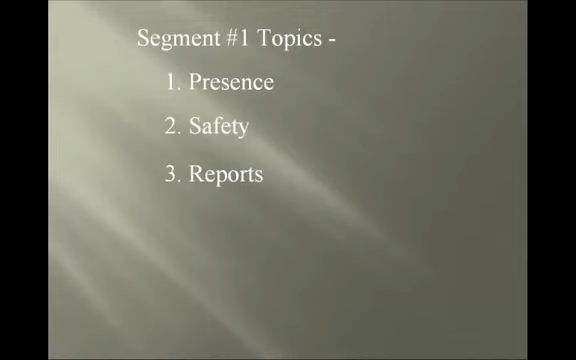 Segment #1 Topics -
1. Presence
2. Safety
3. Reports